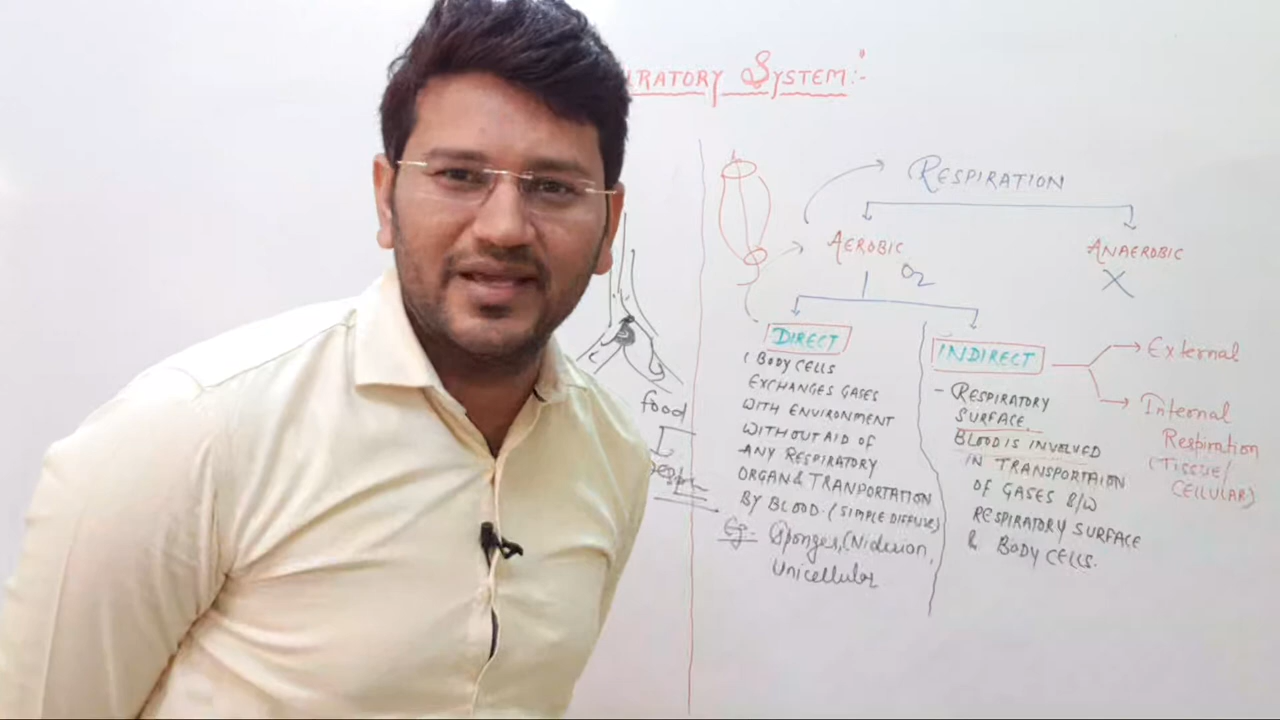 RATORY SYSTEM:-
RESPIRATION
AEROBIC
ANAEROBIC
O2
X
DIRECT
( BODY CELLS
EXCHANGES GASES
WITH ENVIRONMENT
WITHOUT AID OF
ANY RESPIRATORY
ORGAN & TRANPORTATION
BY BLOOD. (SIMPLE DIFFUSE)
Eg:- Sponges, Cniderion,
Unicellular
INDIRECT
- RESPIRATORY
SURFACE
BLOOD IS INVOLVED
IN TRANSPORTAION
OF GASES B/W
RESPIRATORY SURFACE
& BODY CELLS.
External
Internal
Respiration
(TISSUE/
CELLULAR)
food